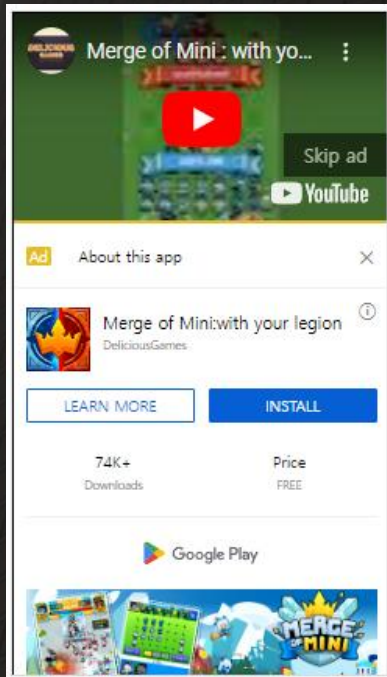 DELICIOUS
GAMES
Merge of Mini : with yo...
Skip ad
YouTube
Ad About this app
Merge of Mini:with your legion
DeliciousGames
LEARN MORE INSTALL
74K+ Price
Downloads FREE
Google Play
MERGE
OF MINI